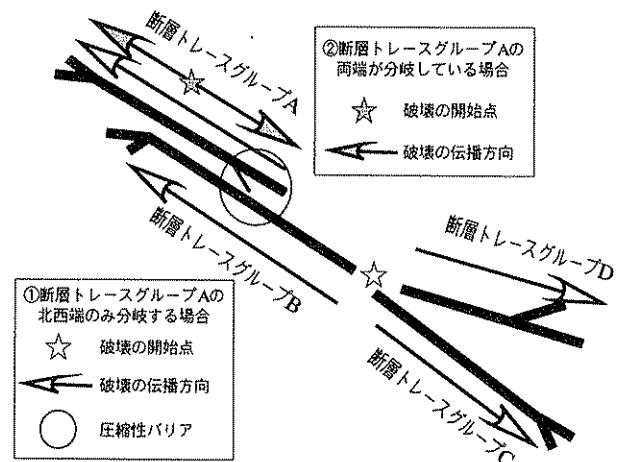 断層トレースグループA
②断層トレースグループAの
両端が分岐している場合
破壊の開始点
破壊の伝播方向
断層トレースグループB
断層トレースグループD
断層トレースグループC
①断層トレースグループAの
北西端のみ分岐する場合
破壊の開始点
破壊の伝播方向
圧縮性バリア